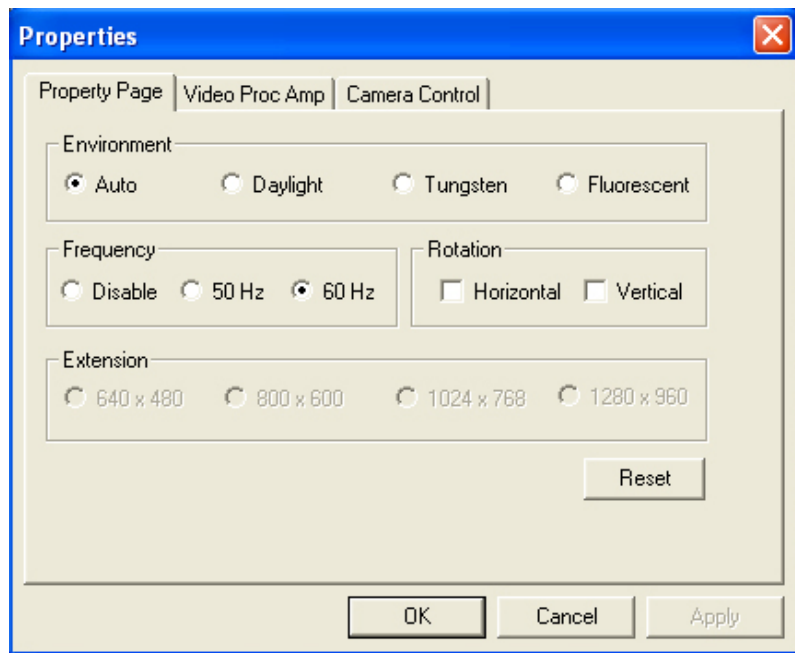 Properties
Property Page Video Proc Amp Camera Control
Environment
Auto Daylight Tungsten Fluorescent
Frequency Rotation
Disable 50 Hz 60 Hz Horizontal Vertical
Extension
640 x 480 800 x 600 1024 x 768 1280 x 960
Reset
OK Cancel Apply